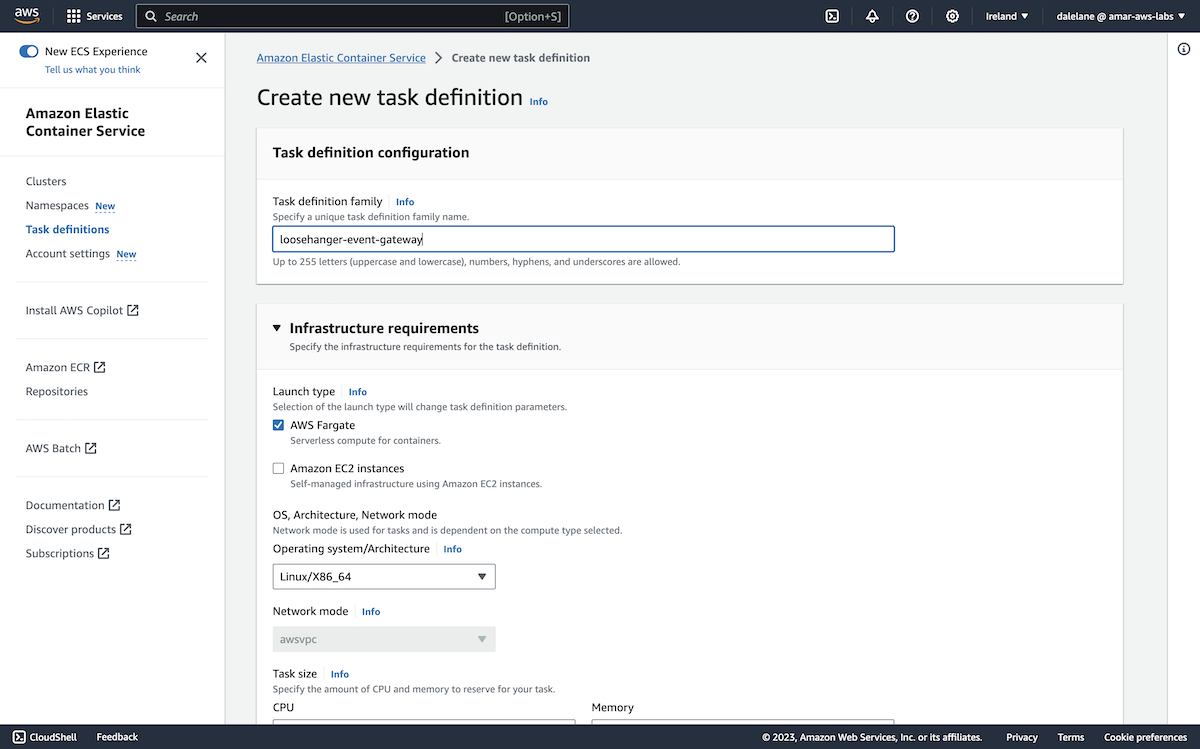 aws Services Search [Option+S] Ireland ▼ dalelane @ amar-aws-labs ▼
New ECS Experience
Tell us what you think
Amazon Elastic
Container Service
Clusters
Namespaces New
Task definitions
Account settings New
Install AWS Copilot
Amazon ECR
Repositories
AWS Batch
Documentation
Discover products
Subscriptions
Amazon Elastic Container Service > Create new task definition
Create new task definition Info
Task definition configuration
Task definition family Info
Specify a unique task definition family name.
loosehanger-event-gateway
Up to 255 letters (uppercase and lowercase), numbers, hyphens, and underscores are allowed.
Infrastructure requirements
Specify the infrastructure requirements for the task definition.
Launch type Info
Selection of the launch type will change task definition parameters.
AWS Fargate
Serverless compute for containers.
Amazon EC2 instances
Self-managed infrastructure using Amazon EC2 instances.
OS, Architecture, Network mode
Network mode is used for tasks and is dependent on the compute type selected.
Operating system/Architecture Info
Linux/X86_64
Network mode Info
awsvpc
Task size Info
Specify the amount of CPU and memory to reserve for your task.
CPU Memory
CloudShell Feedback © 2023, Amazon Web Services, Inc. or its affiliates. Privacy Terms Cookie preferences